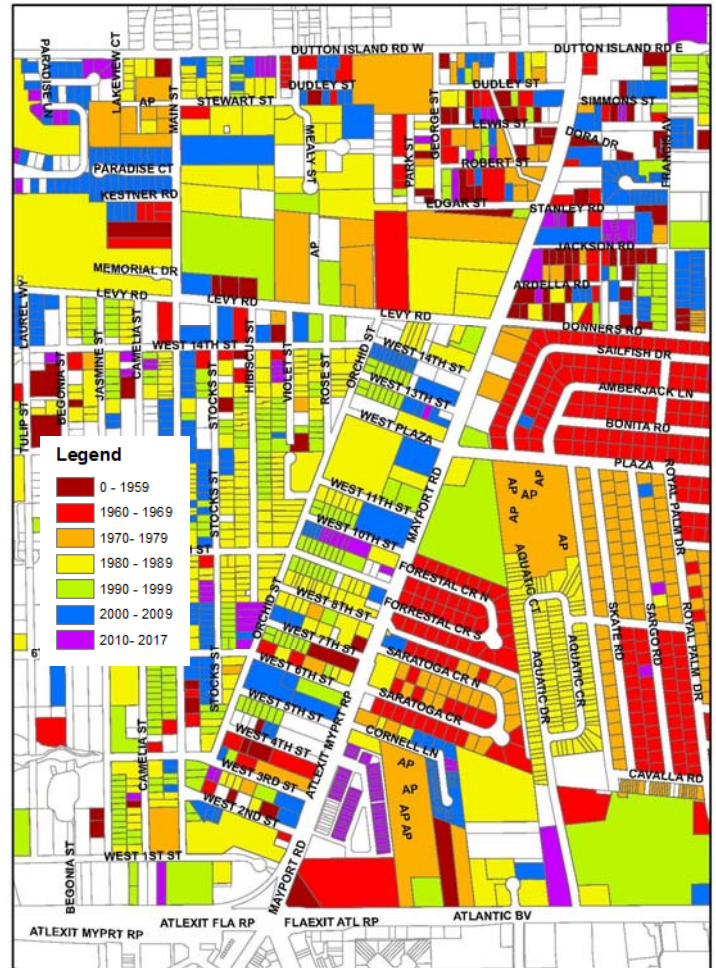 DUTTON ISLAND RD W
DUTTON ISLAND RD E
PARADISE LN
LAKEVIEW CT
MAIN ST
AP
STEWART ST
DUDLEY ST
DUDLEY ST
SIMMONS ST
MEALY ST
GEORGE ST
LEWIS ST
DORA DR
FRANCIS AV
PARADISE CT
PARK ST
ROBERT ST
KESTNER RD
EDGAR ST
STANLEY RD
JACKSON RD
AP
MEMORIAL DR
ARDELLA RD
LEVY RD
LEVY RD
LEVY RD
DONNERS RD
LAUREL WY
WEST 14TH ST
ORCHID ST
WEST 14TH ST
SAILFISH DR
BEGONIA ST
JASMINE ST
CAMELIA ST
STOCKS ST
HIBISCUS ST
VIOLET ST
ROSE ST
WEST 13TH ST
AMBERJACK LN
TULIP ST
WEST PLAZA
BONITA RD
PLAZA
Legend
0 - 1959
1960 - 1969
1970- 1979
1980 - 1989
1990 - 1999
2000 - 2009
2010- 2017
STOCKS ST
WEST 11TH ST
MAYPORT RD
AP
AP
AP
AP
AP
ROYAL PALM DR
WEST 10TH ST
ST
ORCHID ST
FORESTAL CR N
AQUATIC CT
WEST 8TH ST
FORRESTAL CR S
SKATE RD
SARGO RD
ROYAL PALM DR
WEST 7TH ST
SARATOGA CR N
AQUATIC DR
AQUATIC CR
STOCKS ST
WEST 6TH ST
SARATOGA CR
WEST 5TH ST
ATLEXIT MYPRT RP
CORNELL LN
CAMELIA ST
WEST 4TH ST
AP
CAVALLA RD
WEST 3RD ST
AP
WEST 2ND ST
AP AP
BEGONIA ST
WEST 1ST ST
MAYPORT RD
ATLEXIT FLA RP
FLAEXIT ATL RP
ATLANTIC BV
ATLEXIT MYPRT RP